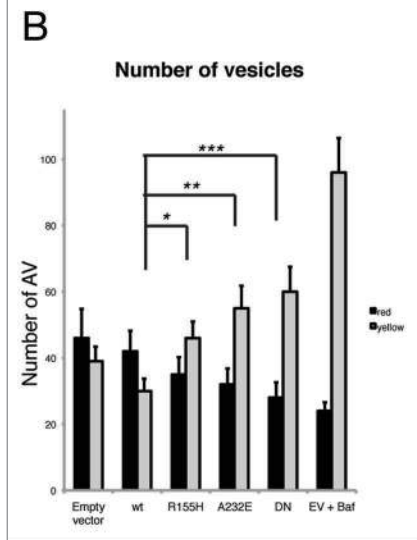 B
Number of vesicles
***
**
*
Number of AV
100
80
60
40
20
0
red
yellow
Empty vector
wt
R155H
A232E
DN
EV + Baf